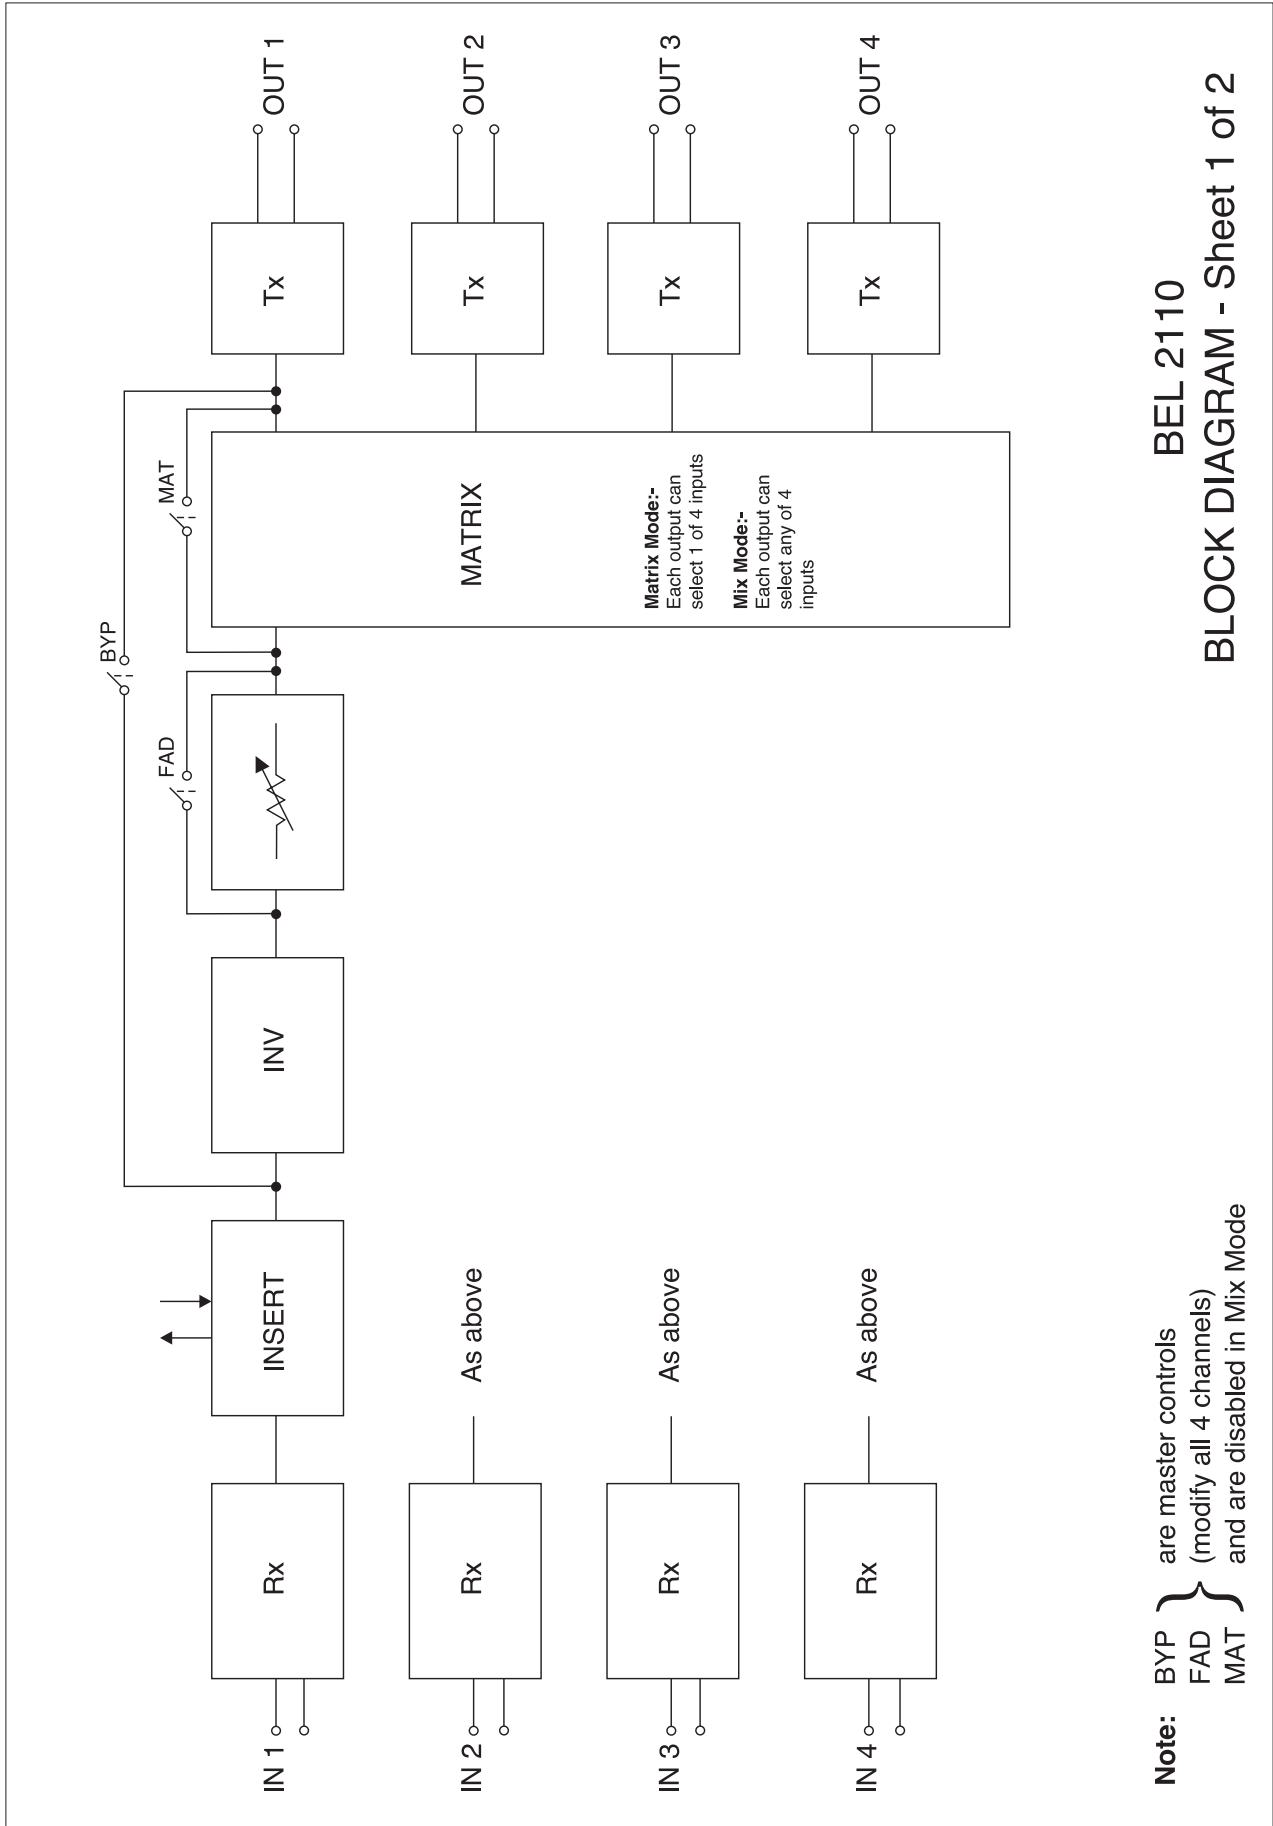 BYP
FAD
MAT
IN 1
Rx
INSERT
INV
MATRIX
Tx
OUT 1
IN 2
Rx
As above
Tx
OUT 2
IN 3
Rx
As above
Matrix Mode:-
Each output can
select 1 of 4 inputs
Mix Mode:-
Each output can
select any of 4
inputs
Tx
OUT 3
IN 4
Rx
As above
Tx
OUT 4
Note: BYP } are master controls
FAD (modify all 4 channels)
MAT and are disabled in Mix Mode
BEL 2110
BLOCK DIAGRAM - Sheet 1 of 2